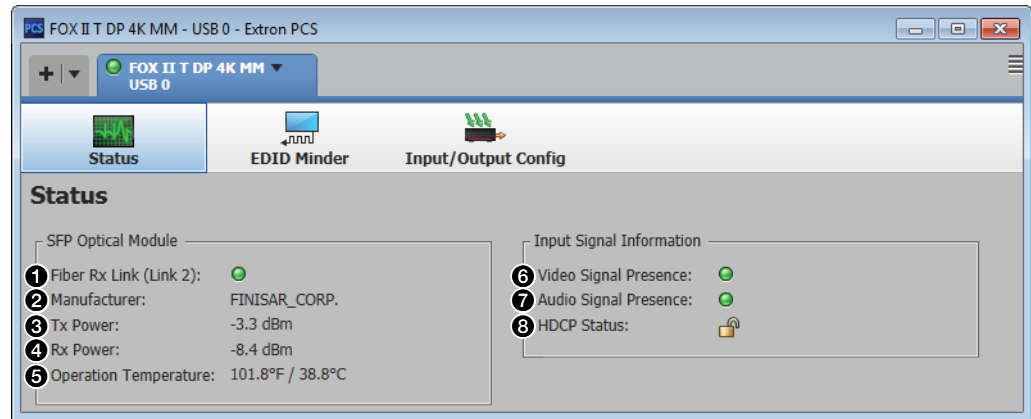 PCS FOX II T DP 4K MM - USB 0 - Extron PCS
FOX II T DP 4K MM
USB 0
Status
EDID Minder
Input/Output Config
Status
SFP Optical Module
1 Fiber Rx Link (Link 2):
2 Manufacturer: FINISAR_CORP.
3 Tx Power: -3.3 dBm
4 Rx Power: -8.4 dBm
5 Operation Temperature: 101.8°F / 38.8°C
Input Signal Information
6 Video Signal Presence:
7 Audio Signal Presence:
8 HDCP Status: